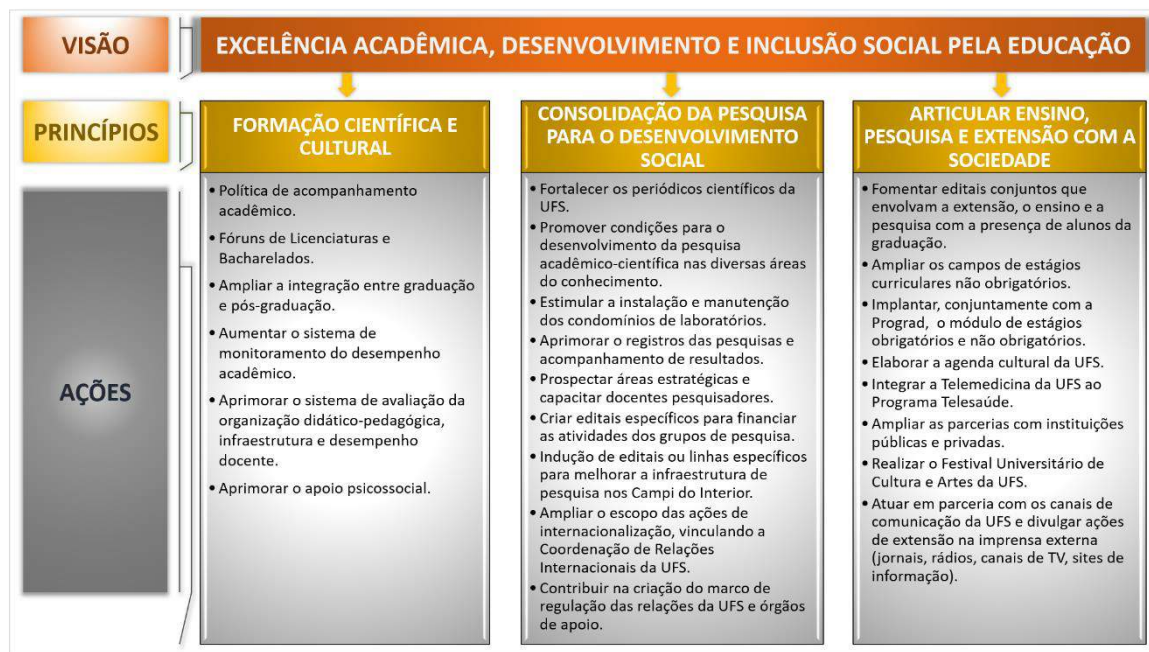 VISÃO
EXCELÊNCIA ACADÊMICA, DESENVOLVIMENTO E INCLUSÃO SOCIAL PELA EDUCAÇÃO
PRINCÍPIOS
FORMAÇÃO CIENTÍFICA E
CULTURAL
CONSOLIDAÇÃO DA PESQUISA
PARA O DESENVOLVIMENTO
SOCIAL
ARTICULAR ENSINO,
PESQUISA E EXTENSÃO COM A
SOCIEDADE
AÇÕES
• Política de acompanhamento
acadêmico.
• Fóruns de Licenciaturas e
Bacharelados.
• Ampliar a integração entre graduação
e pós-graduação.
• Aumentar o sistema de
monitoramento do desempenho
acadêmico.
• Aprimorar o sistema de avaliação da
organização didático-pedagógica,
infraestrutura e desempenho
docente.
• Aprimorar o apoio psicossocial.
• Fortalecer os periódicos científicos da
UFS.
• Promover condições para o
desenvolvimento da pesquisa
acadêmico-científica nas diversas áreas
do conhecimento.
• Estimular a instalação e manutenção
dos condomínios de laboratórios.
• Aprimorar o registros das pesquisas e
acompanhamento de resultados.
• Prospectar áreas estratégicas e
capacitar docentes pesquisadores.
• Criar editais específicos para financiar
as atividades dos grupos de pesquisa.
• Indução de editais ou linhas específicos
para melhorar a infraestrutura de
pesquisa nos Campi do Interior.
• Ampliar o escopo das ações de
internacionalização, vinculando a
Coordenação de Relações
Internacionais da UFS.
• Contribuir na criação do marco de
regulação das relações da UFS e órgãos
de apoio.
• Fomentar editais conjuntos que
envolvam a extensão, o ensino e a
pesquisa com a presença de alunos da
graduação.
• Ampliar os campos de estágios
curriculares não obrigatórios.
• Implantar, conjuntamente com a
Prograd, o módulo de estágios
obrigatórios e não obrigatórios.
• Elaborar a agenda cultural da UFS.
• Integrar a Telemedicina da UFS ao
Programa Telesaúde.
• Ampliar as parcerias com instituições
públicas e privadas.
• Realizar o Festival Universitário de
Cultura e Artes da UFS.
• Atuar em parceria com os canais de
comunicação da UFS e divulgar ações
de extensão na imprensa externa
(jornais, rádios, canais de TV, sites de
informação).